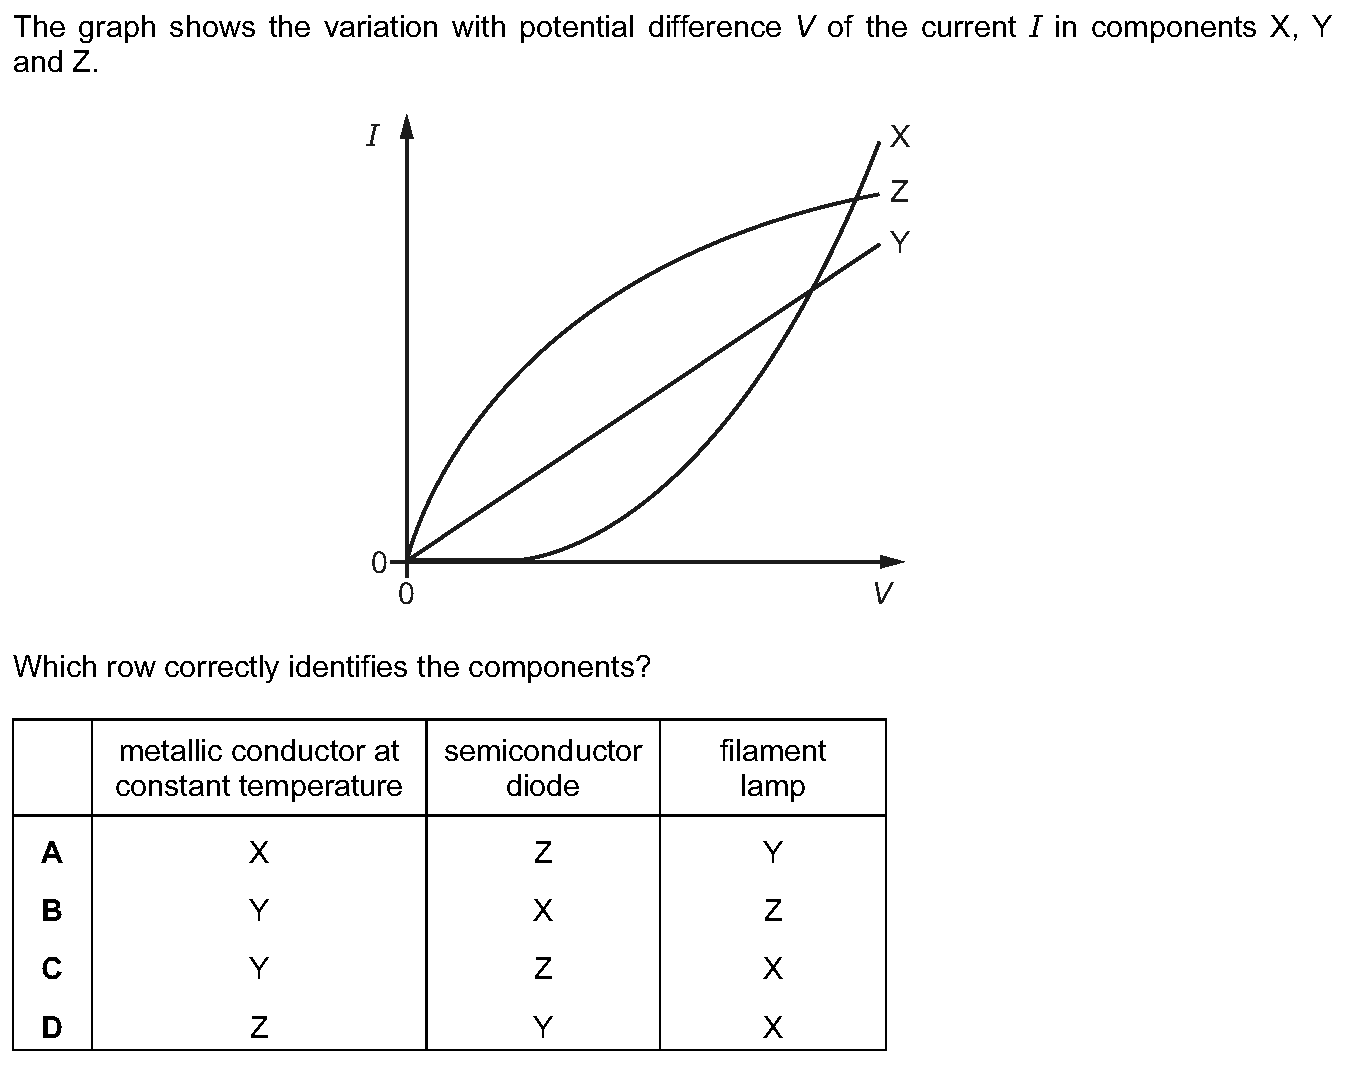 The graph shows the variation with potential difference V of the current I in components X, Y
and Z.
I
X
Z
Y
0
0
V
Which row correctly identifies the components?
metallic conductor at constant temperature
semiconductor diode
filament lamp
A X Z Y
B Y X Z
C Y Z X
D Z Y X